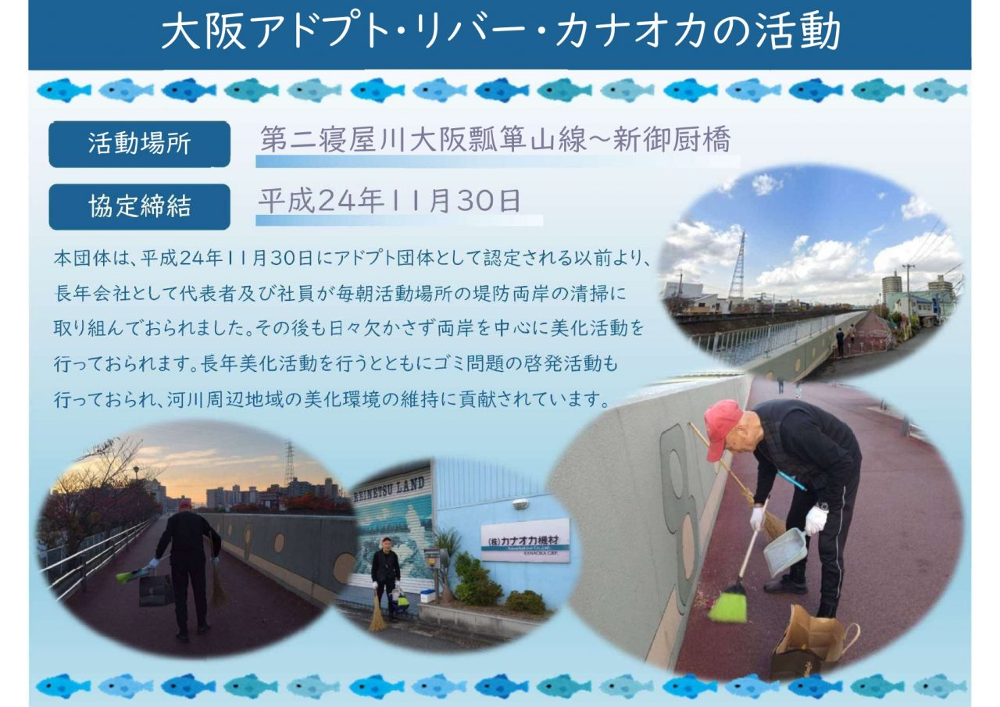 大阪アドプト・リバー・カナオカの活動
活動場所
第二寝屋川大阪瓢箪山線～新御厨橋
協定締結
平成24年11月30日
本団体は、平成24年11月30日にアドプト団体として認定される以前より、
長年会社として代表者及び社員が毎朝活動場所の堤防両岸の清掃に
取り組んでおられました。その後も日々欠かさず両岸を中心に美化活動を
行っておられます。長年美化活動を行うとともにゴミ問題の啓発活動も
行っておられ、河川周辺地域の美化環境の維持に貢献されています。
REINETSU LAND
(株)カナオカ機材
KANAOKA GRP.